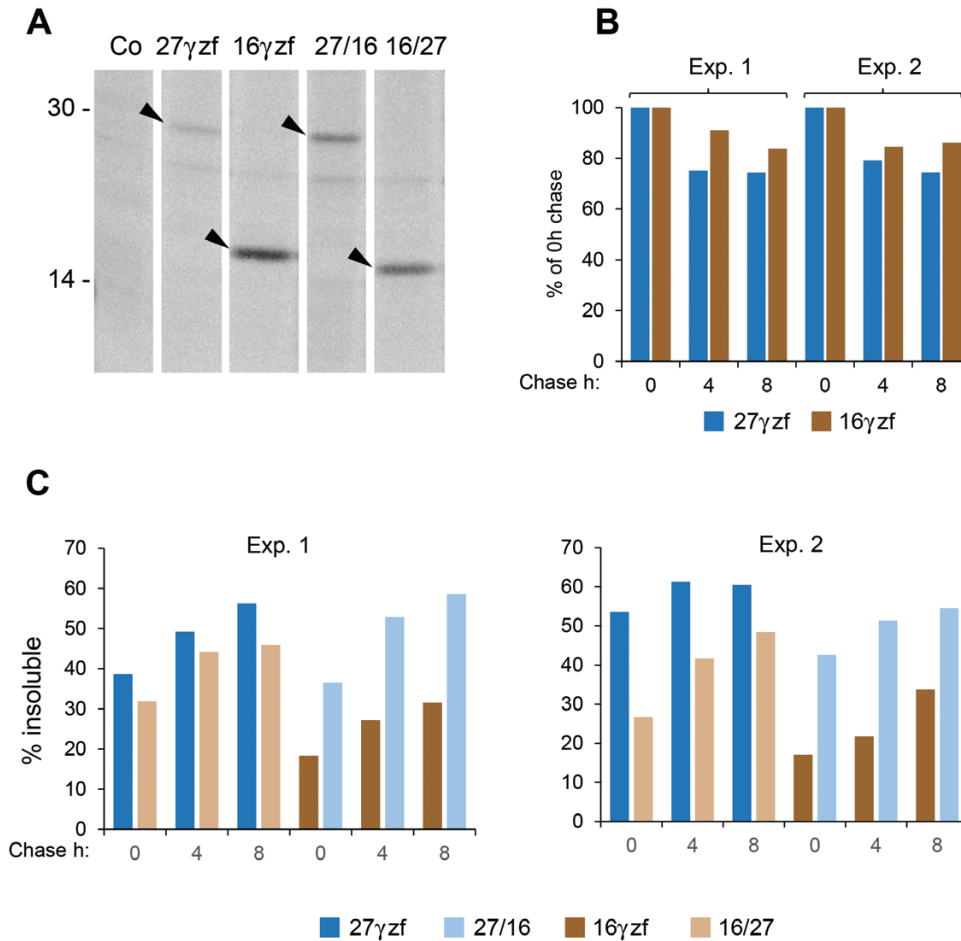 A
Co 27γzf 16γzf 27/16 16/27
30 -
14 -
B
Exp. 1 Exp. 2
% of 0h chase
100
80
60
40
20
0
Chase h: 0 4 8 0 4 8
27γzf 16γzf
C
Exp. 1
% insoluble
70
60
50
40
30
20
10
0
Chase h: 0 4 8 0 4 8
Exp. 2
70
60
50
40
30
20
10
0
0 4 8 0 4 8
27γzf 27/16 16γzf 16/27